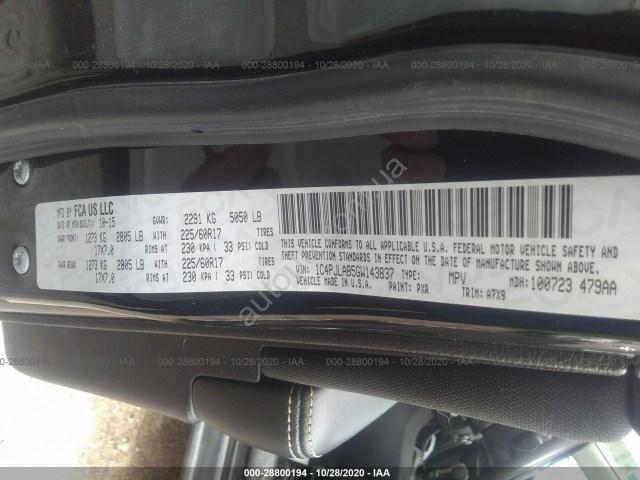 000-28800194 - 10/28/2020 - IAA
MFD BY FCA US LLC
DATE OF MFR(BUILT): 10-15
GVWR: 2291 KG 5050 LB
GAWR FRONT: 1273 KG 2805 LB WITH 225/60R17
17X7.0 RIMS AT 230 KPA ( 33 PSI) COLD
GAWR REAR: 1273 KG 2805 LB WITH 225/60R17
17X7.0 RIMS AT 230 KPA ( 33 PSI) COLD
THIS VEHICLE CONFORMS TO ALL APPLICABLE U.S.A. FEDERAL MOTOR VEHICLE SAFETY,
BUMPER, AND THEFT PREVENTION STANDARDS IN EFFECT ON THE DATE OF MANUFACTURE SHOWN ABOVE.
VIN: 1C4PJLAB5GW143837 TYPE: MPV MDH: 100723 479AA
VEHICLE MADE IN U.S.A. PAINT: PXR TRIM: A7X9
000-28800194 - 10/28/2020 - IAA